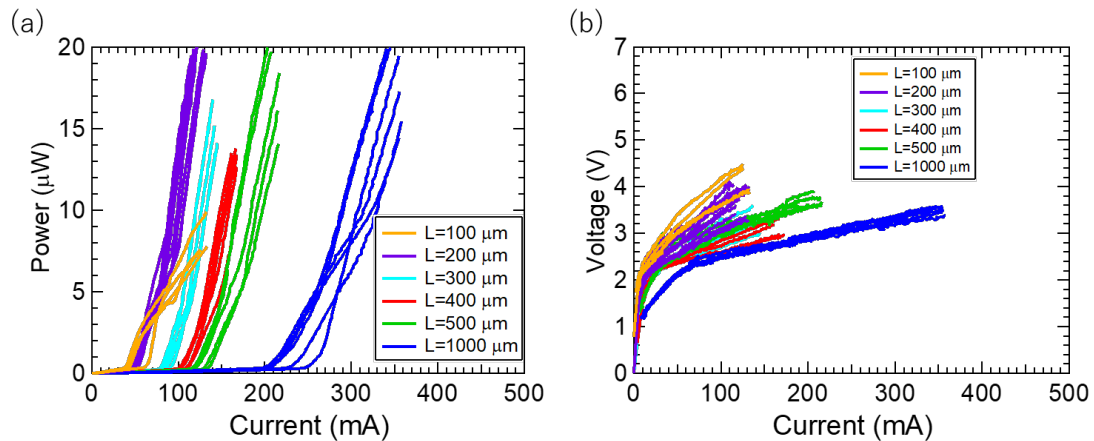 (a)
20
15
10
5
0
Power (μW)
0 100 200 300 400 500
Current (mA)
L=100 μm
L=200 μm
L=300 μm
L=400 μm
L=500 μm
L=1000 μm
(b)
7
6
5
4
3
2
1
0
Voltage (V)
0 100 200 300 400 500
Current (mA)
L=100 μm
L=200 μm
L=300 μm
L=400 μm
L=500 μm
L=1000 μm